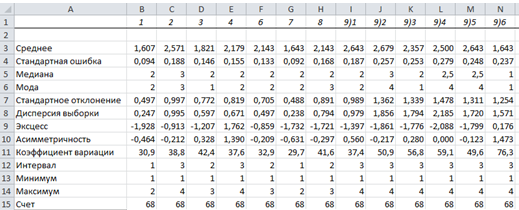 A B C D E F G H I J K L M N
1 1 2 3 4 6 7 8 9)1 9)2 9)3 9)4 9)5 9)6
2
3 Среднее 1,607 2,571 1,821 2,179 2,143 1,643 2,143 2,643 2,679 2,357 2,500 2,643 1,643
4 Стандартная ошибка 0,094 0,188 0,146 0,155 0,133 0,092 0,168 0,187 0,257 0,253 0,279 0,248 0,237
5 Медиана 2 3 2 2 2 2 2 2 3 2 2,5 2,5 1
6 Мода 2 3 1 2 2 2 3 2 4 1 4 4 1
7 Стандартное отклонение 0,497 0,997 0,772 0,819 0,705 0,488 0,891 0,989 1,362 1,339 1,478 1,311 1,254
8 Дисперсия выборки 0,247 0,995 0,597 0,671 0,497 0,238 0,794 0,979 1,856 1,794 2,185 1,720 1,571
9 Эксцесс -1,928 -0,913 -1,207 1,762 -0,859 -1,732 -1,721 -1,397 -1,861 -1,776 -2,088 -1,799 0,176
10 Асимметричность -0,464 -0,212 0,328 1,390 -0,209 -0,631 -0,297 0,560 -0,217 0,280 0,000 -0,123 1,473
11 Коэффициент вариации 30,9 38,8 42,4 37,6 32,9 29,7 41,6 37,4 50,9 56,8 59,1 49,6 76,3
12 Интервал 1 3 2 3 2 1 2 3 3 3 3 3 3
13 Минимум 1 1 1 1 1 1 1 1 1 1 1 1 1
14 Максимум 2 4 3 4 3 2 3 4 4 4 4 4 4
15 Счет 68 68 68 68 68 68 68 68 68 68 68 68 68